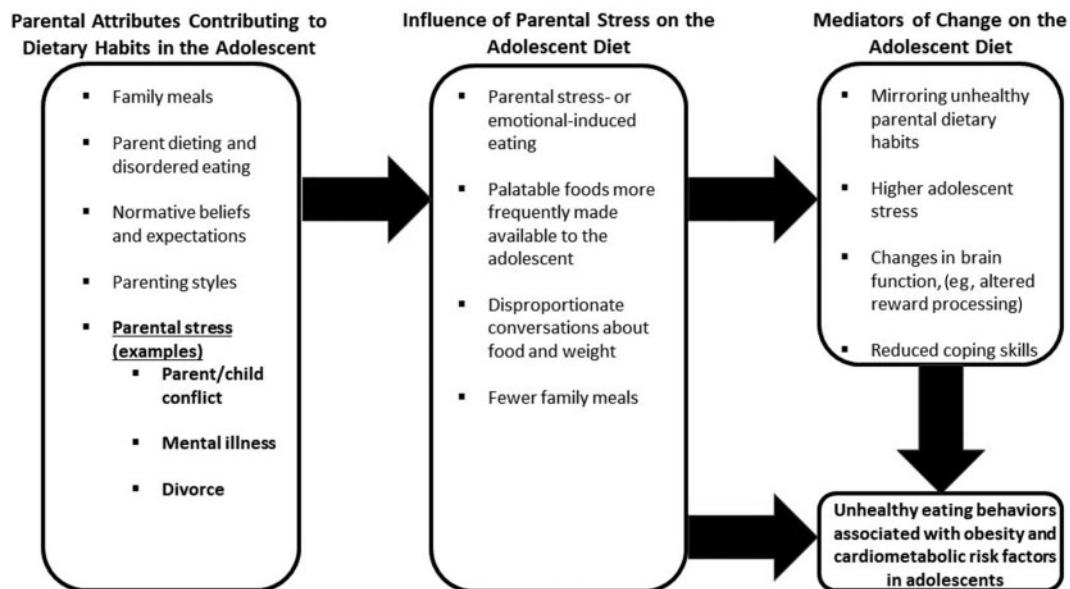 Parental Attributes Contributing to
Dietary Habits in the Adolescent
▪ Family meals
▪ Parent dieting and
disordered eating
▪ Normative beliefs
and expectations
▪ Parenting styles
▪ Parental stress
(examples)
▪ Parent/child
conflict
▪ Mental illness
▪ Divorce
Influence of Parental Stress on the
Adolescent Diet
▪ Parental stress- or
emotional-induced
eating
▪ Palatable foods more
frequently made
available to the
adolescent
▪ Disproportionate
conversations about
food and weight
▪ Fewer family meals
Mediators of Change on the
Adolescent Diet
▪ Mirroring unhealthy
parental dietary
habits
▪ Higher adolescent
stress
▪ Changes in brain
function, (eg, altered
reward processing)
▪ Reduced coping skills
Unhealthy eating behaviors
associated with obesity and
cardiometabolic risk factors
in adolescents